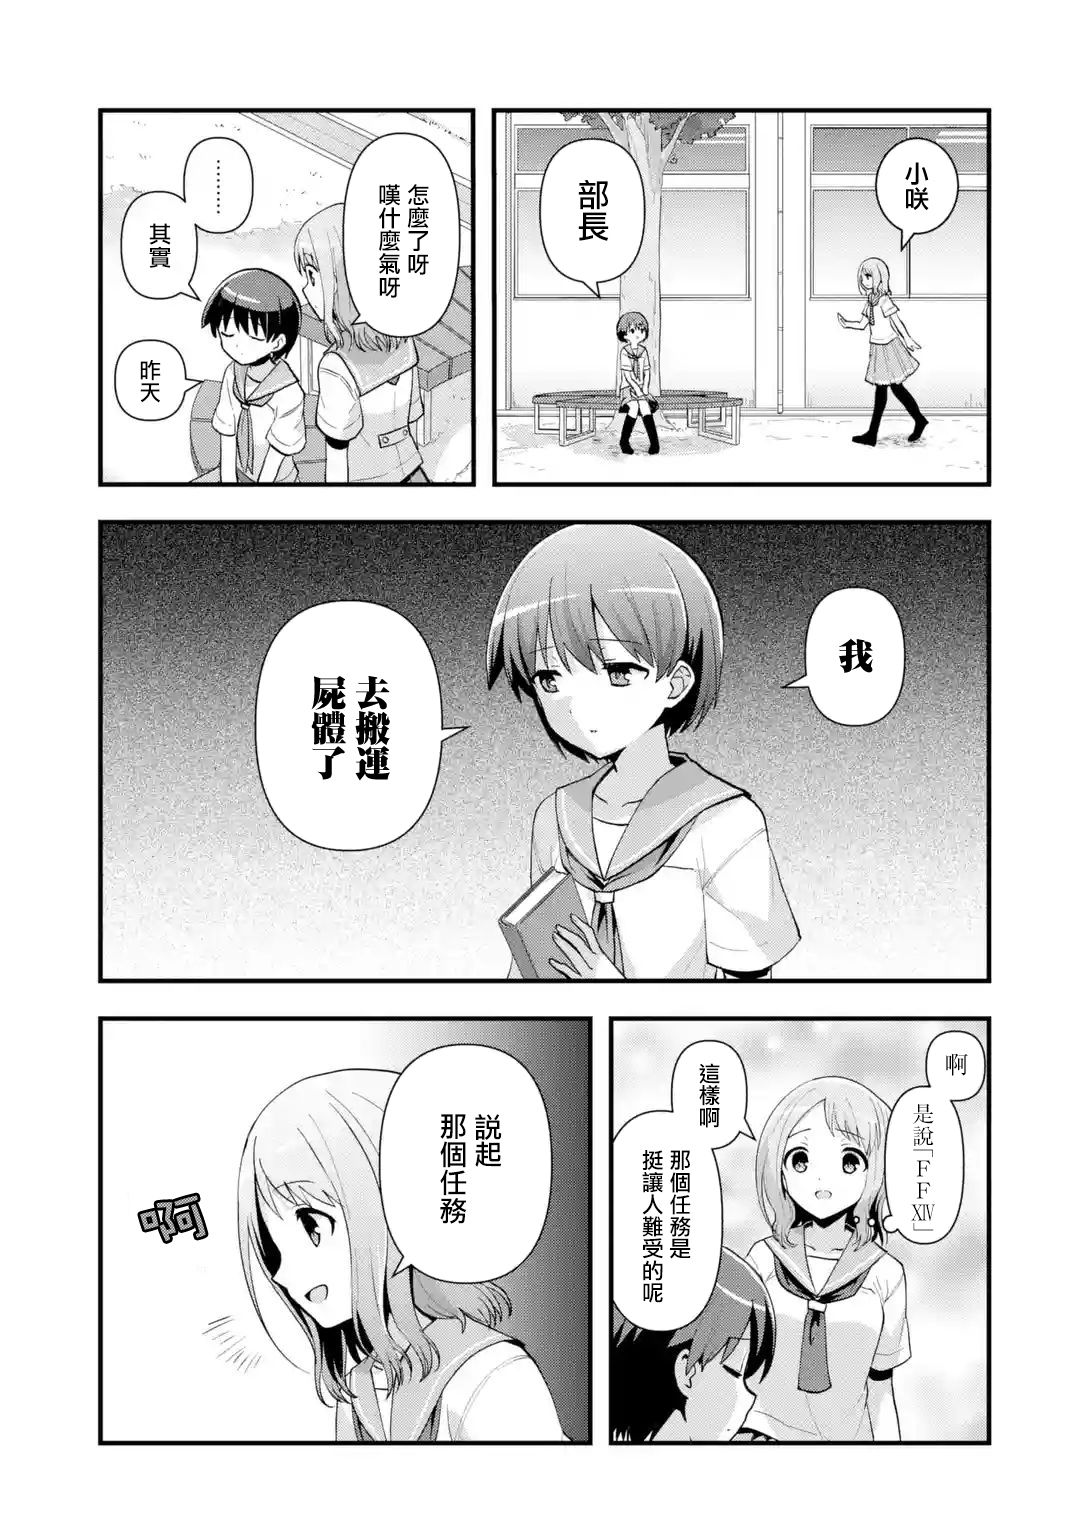 小咲
部長
怎麼了呀
嘆什麼氣呀
………
其實
昨天
我
去搬運
屍體了
啊
是說「FFⅪⅤ」
這樣啊
那個任務是
挺讓人難受的呢
説起
那個任務
啊